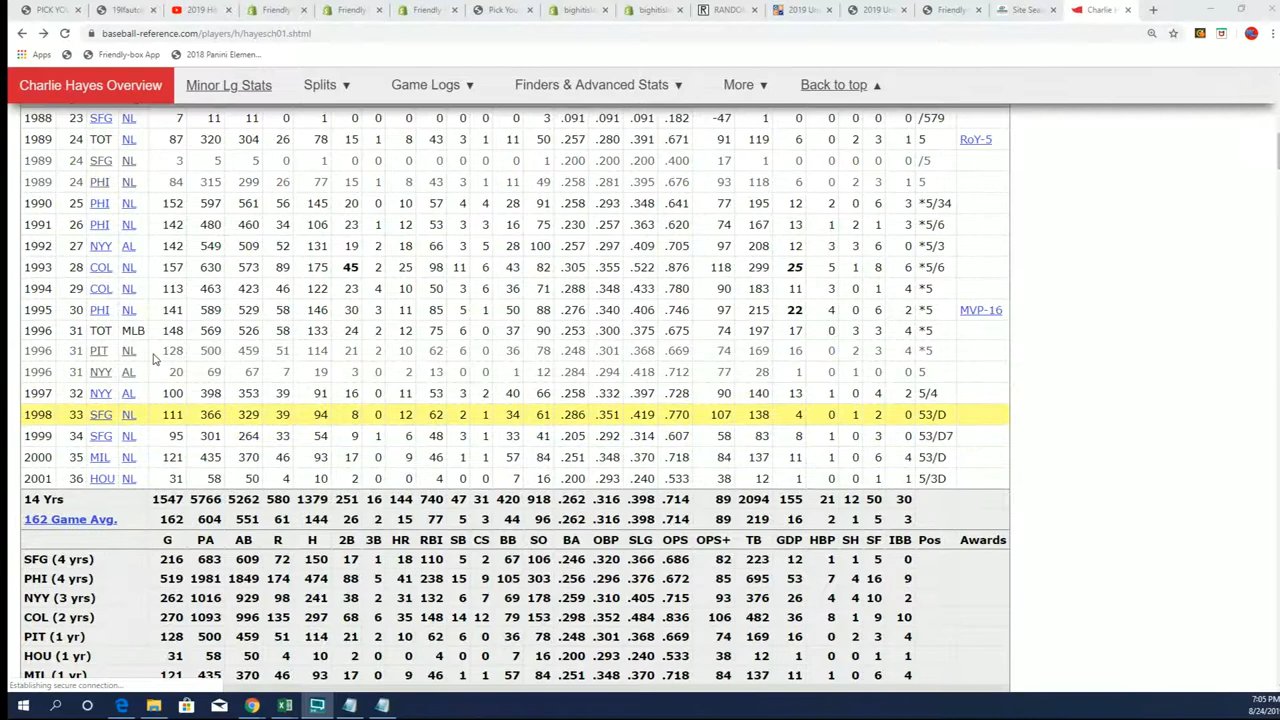 PICK YO
19lfautor
2019 H
Friendly
Friendly
Friendly
Pick You
bighitisla
bighitisla
RANDO
2019 U
2019 U
Friendly
Site Sea
Charlie H
baseball-reference.com/players/h/hayesch01.shtml
Apps Friendly-box App 2018 Panini Elemen...
Charlie Hayes Overview Minor Lg Stats Splits ▼ Game Logs ▼ Finders & Advanced Stats ▼ More ▼ Back to top ▲
1988 23 SFG NL 7 11 11 0 1 0 0 0 0 0 0 3 .091 .091 .091 .182 -47 1 0 0 0 0 0 /579
1989 24 TOT NL 87 320 304 26 78 15 1 8 43 3 1 11 50 .257 .280 .391 .671 91 119 6 0 2 3 1 5 RoY-5
1989 24 SFG NL 3 5 5 0 1 0 0 0 0 0 0 0 1 .200 .200 .200 .400 17 1 0 0 0 0 0 /5
1989 24 PHI NL 84 315 299 26 77 15 1 8 43 3 1 11 49 .258 .281 .395 .676 93 118 6 0 2 3 1 5
1990 25 PHI NL 152 597 561 56 145 20 0 10 57 4 4 28 91 .258 .293 .348 .641 77 195 12 2 0 6 3 *5/34
1991 26 PHI NL 142 480 460 34 106 23 1 12 53 3 3 16 75 .230 .257 .363 .620 74 167 13 1 2 1 3 *5/6
1992 27 NYY AL 142 549 509 52 131 19 2 18 66 3 5 28 100 .257 .297 .409 .705 97 208 12 3 3 6 0 *5/3
1993 28 COL NL 157 630 573 89 175 45 2 25 98 11 6 43 82 .305 .355 .522 .876 118 299 25 5 1 8 6 *5/6
1994 29 COL NL 113 463 423 46 122 23 4 10 50 3 6 36 71 .288 .348 .433 .780 90 183 11 3 0 1 4 *5
1995 30 PHI NL 141 589 529 58 146 30 3 11 85 5 1 50 88 .276 .340 .406 .746 97 215 22 4 0 6 2 *5 MVP-16
1996 31 TOT MLB 148 569 526 58 133 24 2 12 75 6 0 37 90 .253 .300 .375 .675 74 197 17 0 3 3 4 *5
1996 31 PIT NL 128 500 459 51 114 21 2 10 62 6 0 36 78 .248 .301 .368 .669 74 169 16 0 2 3 4 *5
1996 31 NYY AL 20 69 67 7 19 3 0 2 13 0 0 1 12 .284 .294 .418 .712 77 28 1 0 1 0 0 5
1997 32 NYY AL 100 398 353 39 91 16 0 11 53 3 2 40 66 .258 .332 .397 .728 90 140 13 1 0 4 2 5/4
1998 33 SFG NL 111 366 329 39 94 8 0 12 62 2 1 34 61 .286 .351 .419 .770 107 138 4 0 1 2 0 53/D
1999 34 SFG NL 95 301 264 33 54 9 1 6 48 3 1 33 41 .205 .292 .314 .607 58 83 8 1 0 3 0 53/D7
2000 35 MIL NL 121 435 370 46 93 17 0 9 46 1 1 57 84 .251 .348 .370 .718 84 137 11 1 0 6 4 53/D
2001 36 HOU NL 31 58 50 4 10 2 0 0 4 0 0 7 16 .200 .293 .240 .533 38 12 1 0 0 1 0 5/3D
14 Yrs 1547 5766 5262 580 1379 251 16 144 740 47 31 420 918 .262 .316 .398 .714 89 2094 155 21 12 50 30
162 Game Avg. 162 604 551 61 144 26 2 15 77 5 3 44 96 .262 .316 .398 .714 89 219 16 2 1 5 3
G PA AB R H 2B 3B HR RBI SB CS BB SO BA OBP SLG OPS OPS+ TB GDP HBP SH SF IBB Pos Awards
SFG (4 yrs) 216 683 609 72 150 17 1 18 110 5 2 67 106 .246 .320 .366 .686 82 223 12 1 1 5 0
PHI (4 yrs) 519 1981 1849 174 474 88 5 41 238 15 9 105 303 .256 .296 .376 .672 85 695 53 7 4 16 9
NYY (3 yrs) 262 1016 929 98 241 38 2 31 132 6 7 69 178 .259 .310 .405 .715 93 376 26 4 4 10 2
COL (2 yrs) 270 1093 996 135 297 68 6 35 148 14 12 79 153 .298 .352 .484 .836 106 482 36 8 1 9 10
PIT (1 yr) 128 500 459 51 114 21 2 10 62 6 0 36 78 .248 .301 .368 .669 74 169 16 0 2 3 4
HOU (1 yr) 31 58 50 4 10 2 0 0 4 0 0 7 16 .200 .293 .240 .533 38 12 1 0 0 1 1
MIL (1 yr) 121 435 370 46 93 17 0 9 46 1 1 57 84 .251 .348 .370 .718 84 137 11 1 0 6 4
Establishing secure connection...
7:05 PM
8/24/201